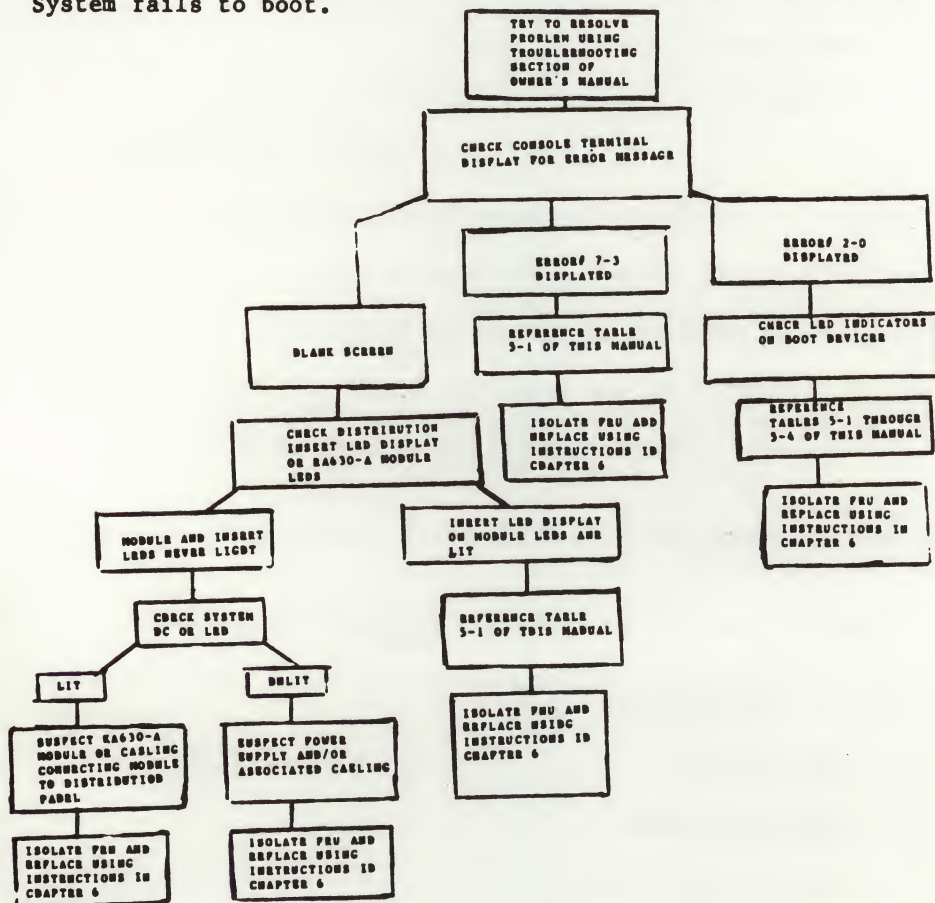 System fails to boot.
TRY TO RESOLVE
PROBLEM USING
TROUBLESHOOTING
SECTION OF
OWNER'S MANUAL
CHECK CONSOLE TERMINAL
DISPLAY FOR ERROR MESSAGE
BLANK SCREEN
ERROR# 7-3
DISPLAYED
ERROR# 2-0
DISPLAYED
REFERENCE TABLE
5-1 OF THIS MANUAL
CHECK LED INDICATORS
ON BOOT DEVICES
CHECK DISTRIBUTION
INSERT LED DISPLAY
OR KA630-A MODULE
LEDS
ISOLATE FRU AND
REPLACE USING
INSTRUCTIONS IN
CHAPTER 6
REFERENCE
TABLES 5-1 THROUGH
5-4 OF THIS MANUAL
ISOLATE FRU AND
REPLACE USING
INSTRUCTIONS IN
CHAPTER 6
MODULE AND INSERT
LEDS NEVER LIGHT
INSERT LED DISPLAY
ON MODULE LEDS ARE
LIT
CHECK SYSTEM
DC OK LED
REFERENCE TABLE
5-1 OF THIS MANUAL
LIT
UNLIT
SUSPECT KA630-A
MODULE OR CABLING
CONNECTING MODULE
TO DISTRIBUTION
PANEL
SUSPECT POWER
SUPPLY AND/OR
ASSOCIATED CABLING
ISOLATE FRU AND
REPLACE USING
INSTRUCTIONS IN
CHAPTER 6
ISOLATE FRU AND
REPLACE USING
INSTRUCTIONS IN
CHAPTER 6
ISOLATE FRU AND
REPLACE USING
INSTRUCTIONS IN
CHAPTER 6